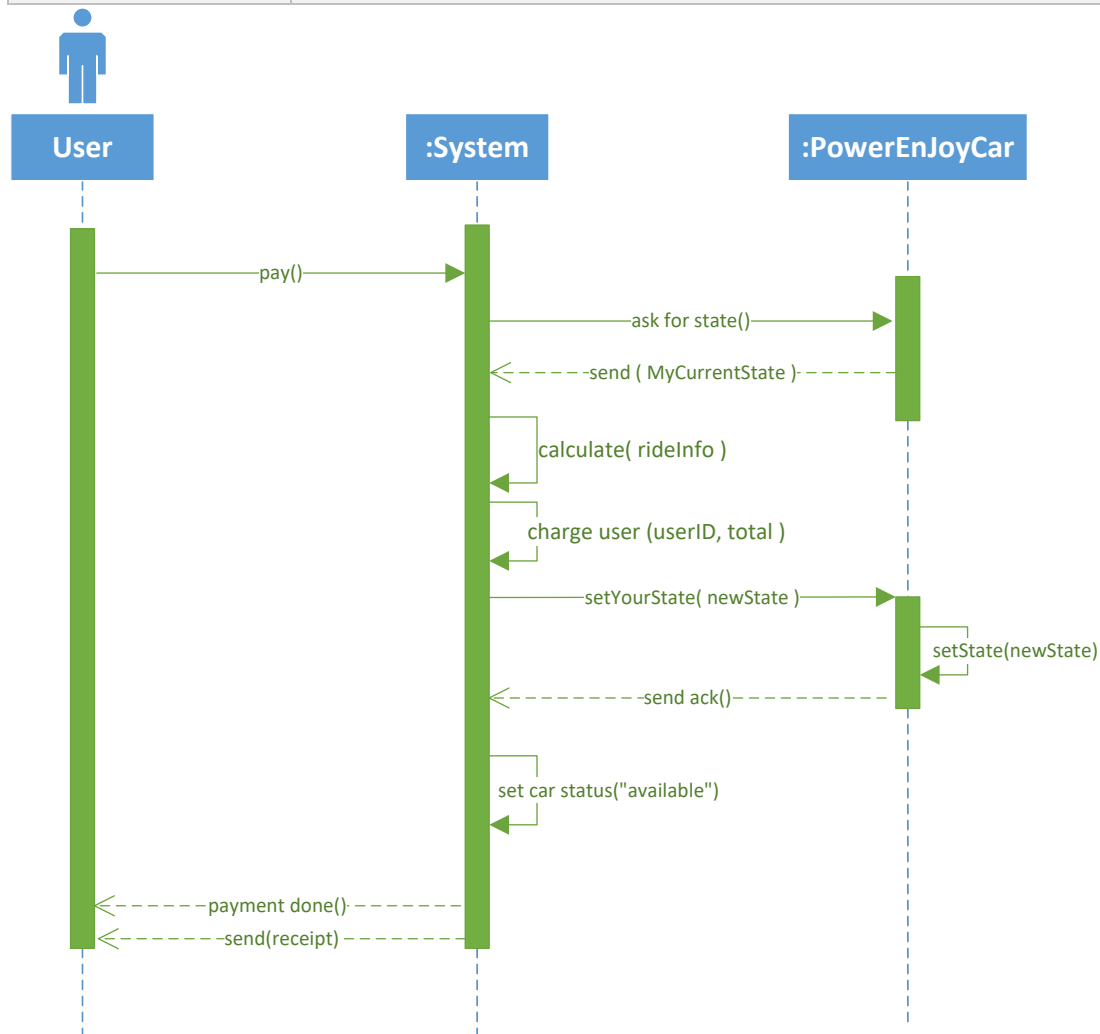 User
:System
:PowerEnJoyCar
pay()
ask for state()
send ( MyCurrentState )
calculate( rideInfo )
charge user (userID, total )
setYourState( newState )
setState(newState)
send ack()
set car status("available")
payment done()
send(receipt)